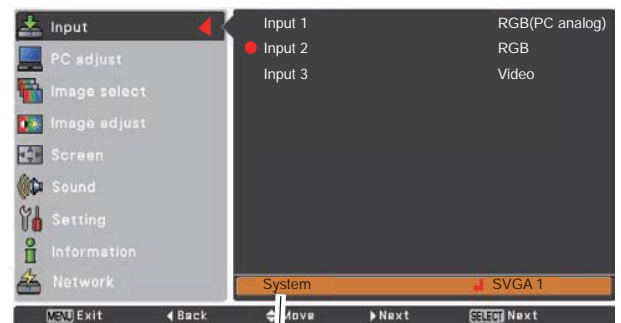 Input
PC adjust
Image select
Image adjust
Screen
Sound
Setting
Information
Network
Input 1 RGB(PC analog)
Input 2 RGB
Input 3 Video
System SVGA 1
MENU Exit Back Move Next SELECT Next